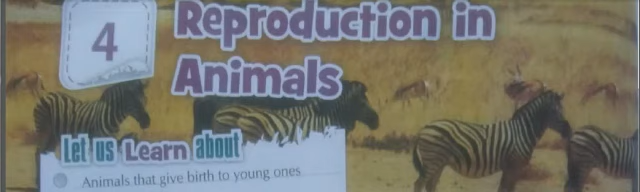 4
Reproduction in
Animals
Let us Learn about
Animals that give birth to young ones